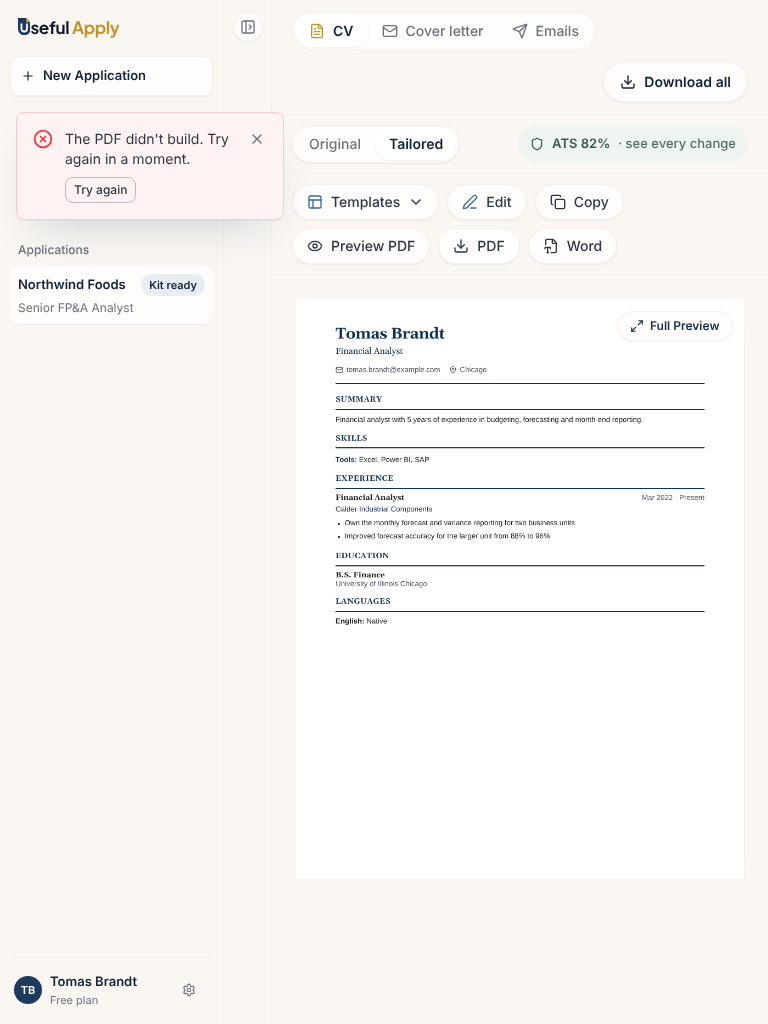 Useful Apply
New Application
The PDF didn't build. Try
again in a moment.
Try again
Applications
Northwind Foods
Kit ready
Senior FP&A Analyst
TB
Tomas Brandt
Free plan
CV
Cover letter
Emails
Download all
Original
Tailored
ATS 82% · see every change
Templates
Edit
Copy
Preview PDF
PDF
Word
Full Preview
Tomas Brandt
Financial Analyst
tomas.brandt@example.com Chicago
SUMMARY
Financial analyst with 5 years of experience in budgeting, forecasting and month-end reporting.
SKILLS
Tools: Excel, Power BI, SAP
EXPERIENCE
Financial Analyst Mar 2022 - Present
Calder Industrial Components
• Own the monthly forecast and variance reporting for two business units
• Improved forecast accuracy for the larger unit from 88% to 96%
EDUCATION
B.S. Finance
University of Illinois Chicago
LANGUAGES
English: Native